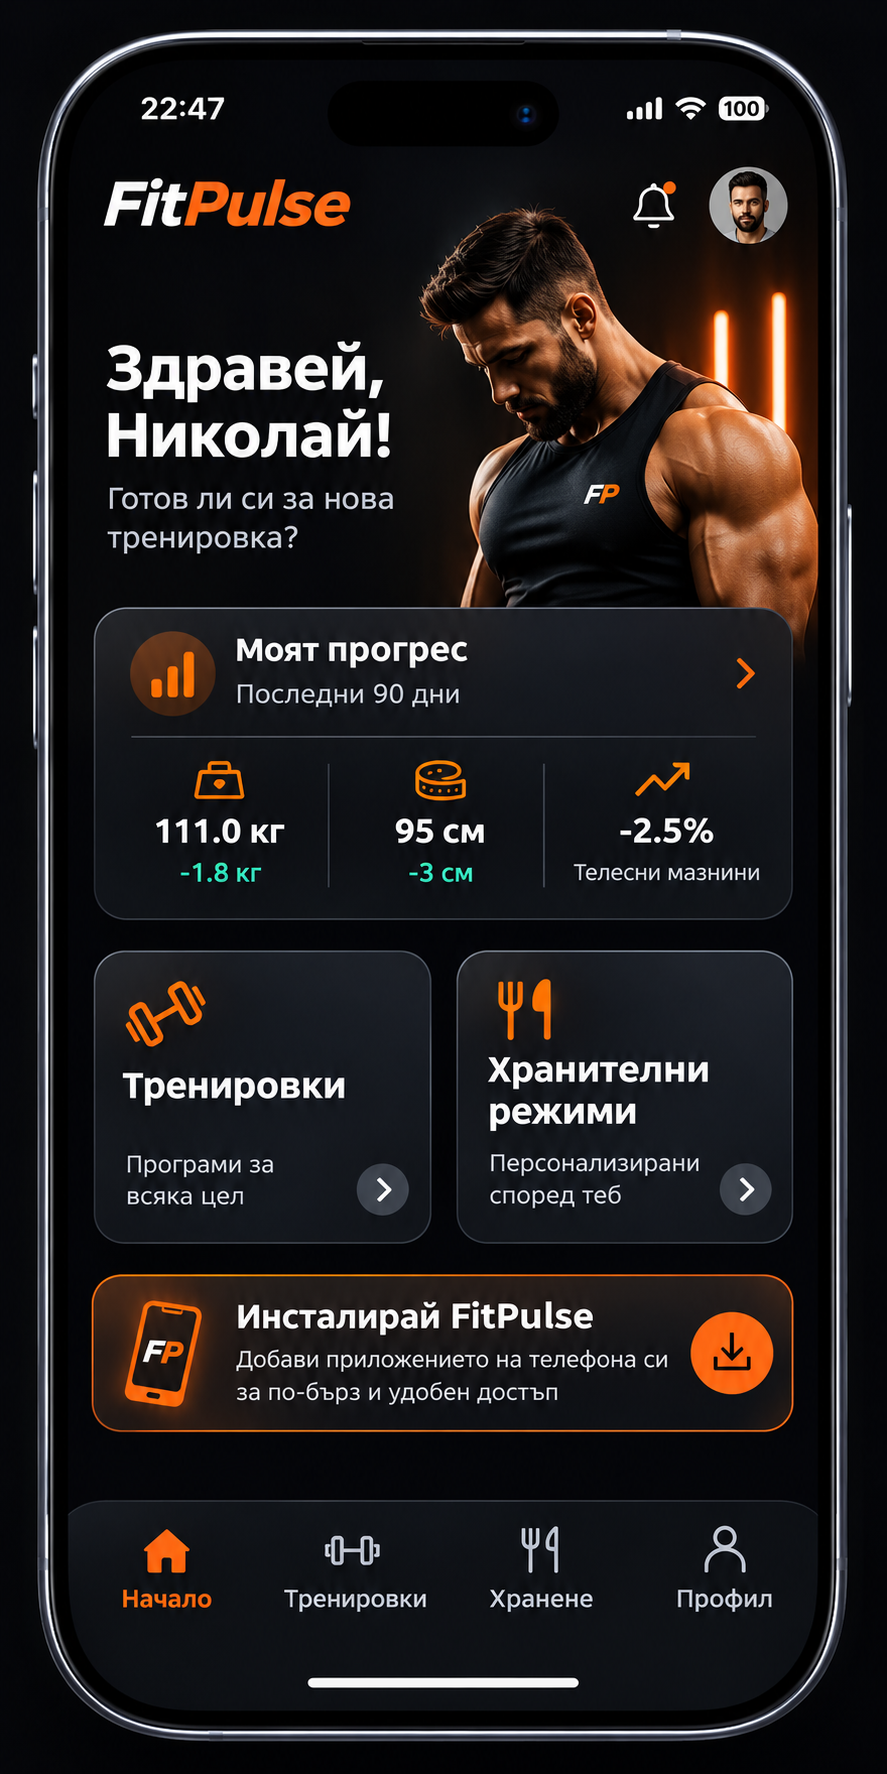 22:47
100
FitPulse
Здравей,
Николай!
Готов ли си за нова
тренировка?
FP
Моят прогрес
Последни 90 дни
111.0 кг
-1.8 кг
95 см
-3 см
-2.5%
Телесни мазнини
Тренировки
Програми за
всяка цел
Хранителни
режими
Персонализирани
според теб
FP
Инсталирай FitPulse
Добави приложението на телефона си
за по-бърз и удобен достъп
Начало
Тренировки
Хранене
Профил